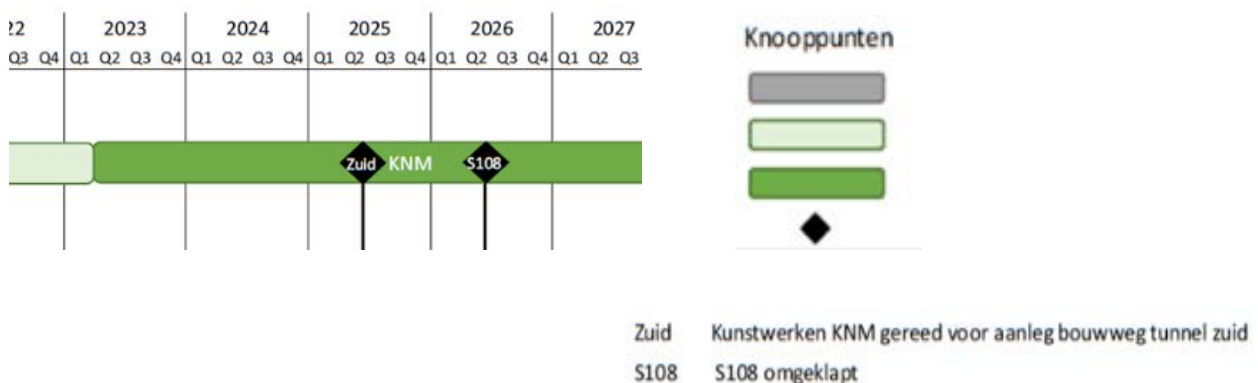 22 2023 2024 2025 2026 2027
Q3 Q4 Q1 Q2 Q3 Q4 Q1 Q2 Q3 Q4 Q1 Q2 Q3 Q4 Q1 Q2 Q3 Q4 Q1 Q2 Q3
Zuid KNM S108
Knooppunten
Zuid Kunstwerken KNM gereed voor aanleg bouwweg tunnel zuid
S108 S108 omgeklapt